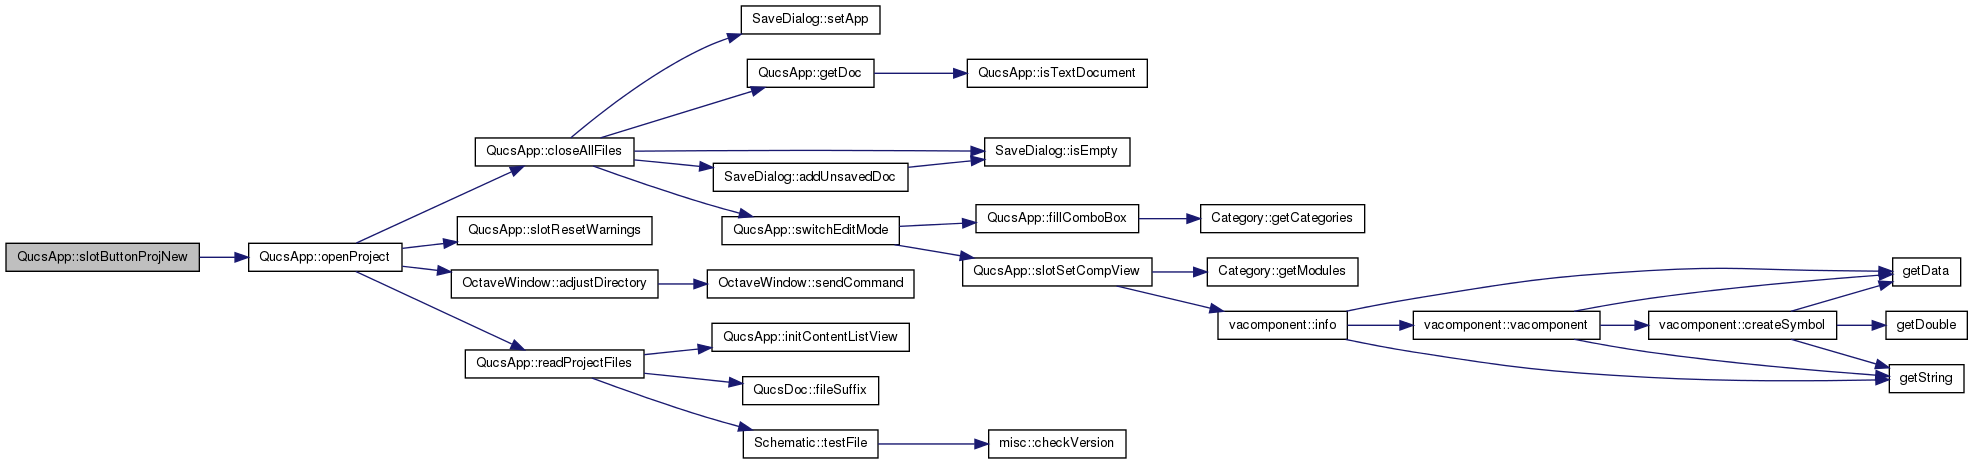 SaveDialog::setApp
QucsApp::getDoc
QucsApp::isTextDocument
QucsApp::closeAllFiles
SaveDialog::isEmpty
SaveDialog::addUnsavedDoc
QucsApp::fillComboBox
Category::getCategories
QucsApp::slotResetWarnings
QucsApp::switchEditMode
QucsApp::slotButtonProjNew
QucsApp::openProject
QucsApp::slotSetCompView
Category::getModules
getData
OctaveWindow::adjustDirectory
OctaveWindow::sendCommand
vacomponent::info
vacomponent::vacomponent
vacomponent::createSymbol
getDouble
QucsApp::initContentListView
QucsApp::readProjectFiles
getString
QucsDoc::fileSuffix
Schematic::testFile
misc::checkVersion